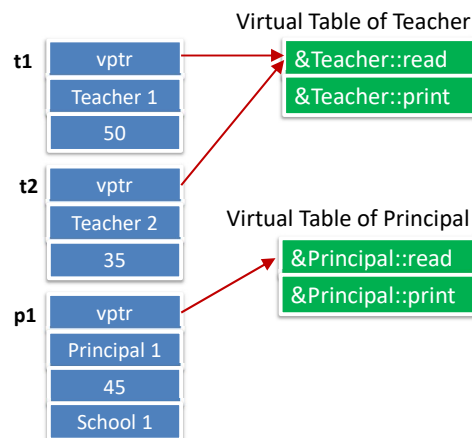 t1
vptr
Teacher 1
50
Virtual Table of Teacher
&Teacher::read
&Teacher::print
t2
vptr
Teacher 2
35
Virtual Table of Principal
&Principal::read
&Principal::print
p1
vptr
Principal 1
45
School 1